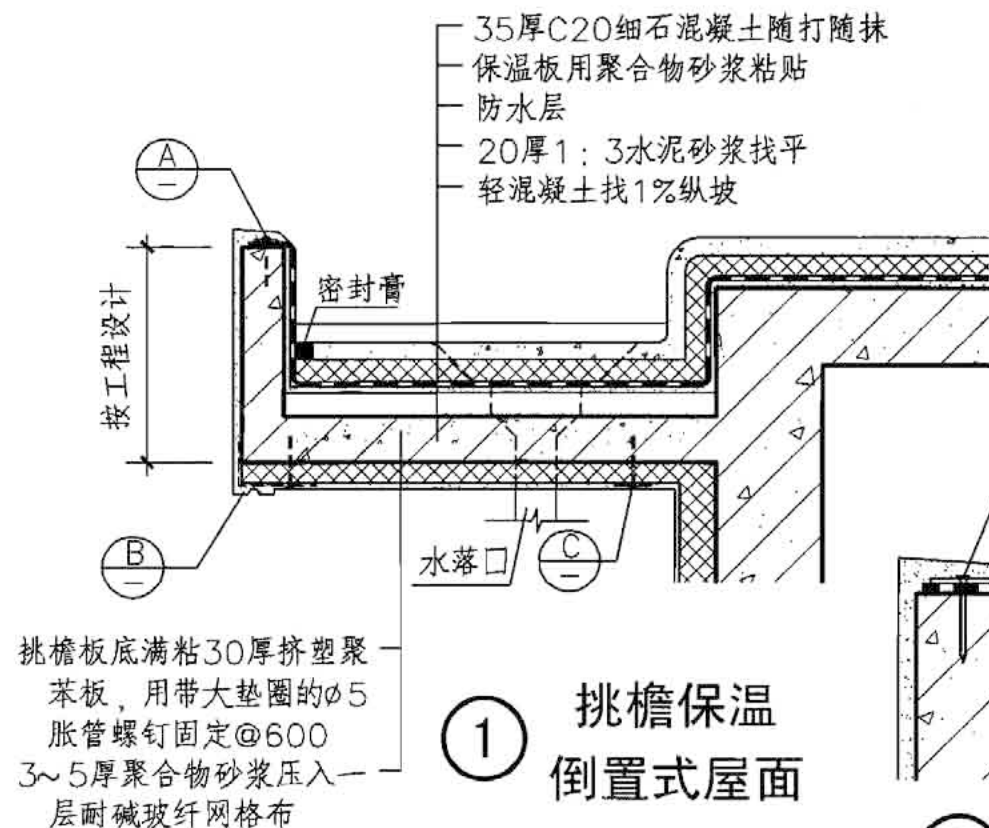 35厚C20细石混凝土随打随抹
保温板用聚合物砂浆粘贴
防水层
20厚1：3水泥砂浆找平
轻混凝土找1%纵坡
A
—
密封膏
按工程设计
B
—
水落口
C
—
挑檐板底满粘30厚挤塑聚
苯板，用带大垫圈的ø5
胀管螺钉固定@600
3~5厚聚合物砂浆压入一
层耐碱玻纤网格布
1
挑檐保温
倒置式屋面